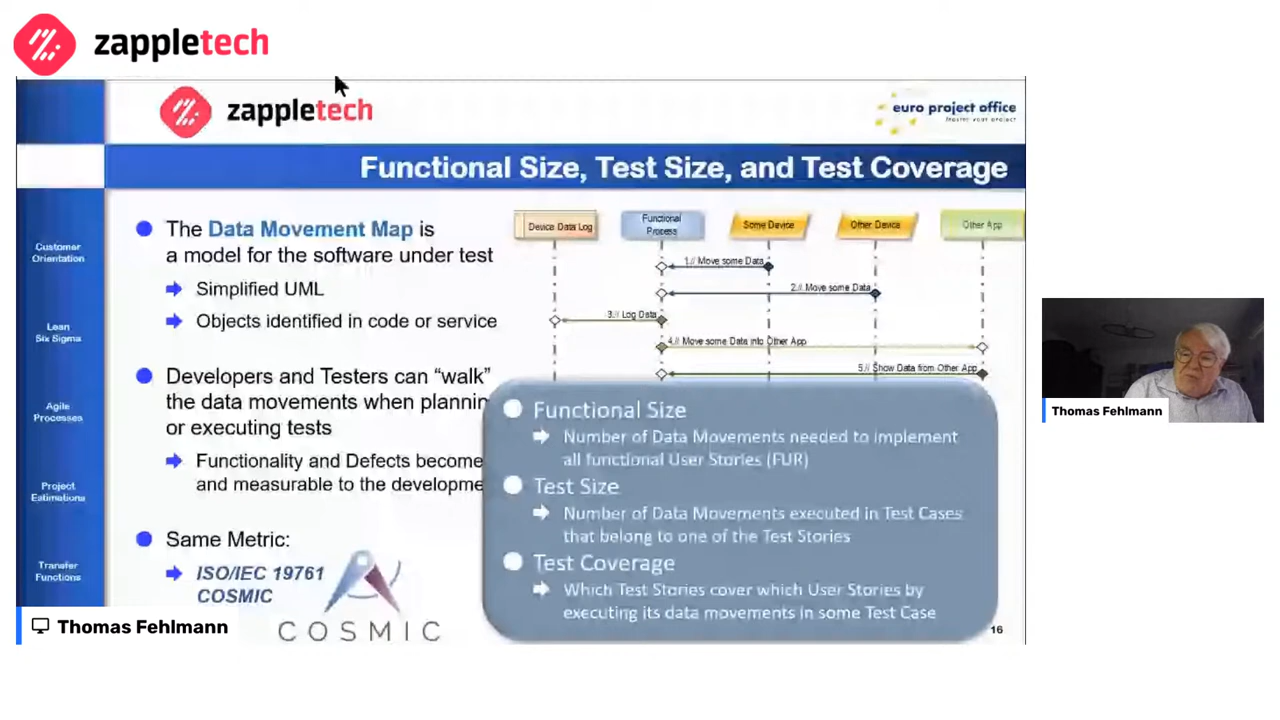 zappletech
zappletech
euro project office
Functional Size, Test Size, and Test Coverage
Customer
Orientation
Lean
Six Sigma
Agile
Processes
Project
Estimations
Transfer
Functions
The Data Movement Map is
a model for the software under test
Simplified UML
Objects identified in code or service
Developers and Testers can “walk”
the data movements when plannin
or executing tests
Functionality and Defects become
and measurable to the developme
Same Metric:
ISO/IEC 19761
COSMIC
COSMIC
Device Data Log
Functional
Process
Some Device
Other Device
Other App
1.// Move some Data
2.// Move some Data
3.// Log Data
4.// Move some Data into Other App
5.// Show Data from Other App
Functional Size
Number of Data Movements needed to implement
all functional User Stories (FUR)
Test Size
Number of Data Movements executed in Test Cases
that belong to one of the Test Stories
Test Coverage
Which Test Stories cover which User Stories by
executing its data movements in some Test Case
16
Thomas Fehlmann
Thomas Fehlmann